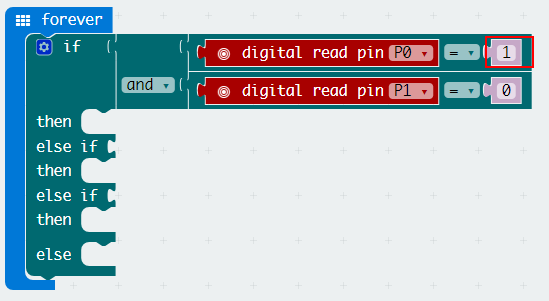 forever
if digital read pin P0 = 1
and
digital read pin P1 = 0
then
else if
then
else if
then
else